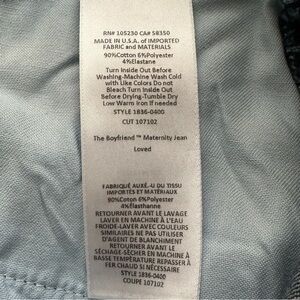 RN# 105230 CA# 58350
MADE IN U.S.A. of IMPORTED
FABRIC and MATERIALS
90%Cotton 6%Polyester
4%Elastane
Turn Inside Out Before
Washing-Machine Wash Cold
with Like Colors Do not
Bleach Turn Inside Out
Before Drying-Tumble Dry
Low Warm Iron if needed
STYLE 1836-0400
CUT 107102
The Boyfriend™ Maternity Jean
Loved
FABRIQUÉ AUXÉ.-U DU TISSU
IMPORTÉS ET MATÉRIAUX
90%Cotton 6%Polyester
4%Élasthanne
RETOURNER AVANT LE LAVAGE
LAVER EN MACHINE À L'EAU
FROIDE-LAVER AVEC COULEURS
SIMILAIRES NE PAS UTILISER
D'AGENT DE BLANCHIMENT
RETOURNER AVANT LE
SÉCHAGE-SÉCHER EN MACHINE À
BASSE TEMPÉRATURE REPASSER À
FER CHAUD SI NÉCESSAIRE
STYLE 1836-0400
COUPE 107102